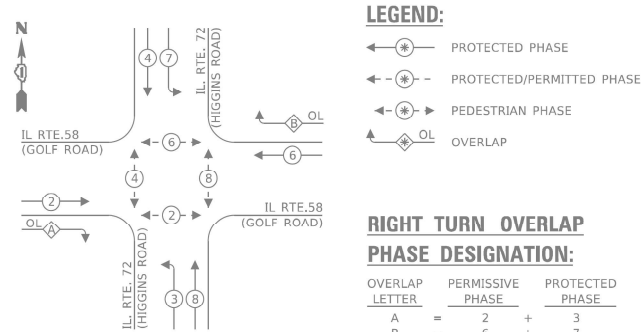 N
4
7
IL. RTE. 72
(HIGGINS ROAD)
B
OL
6
IL RTE.58
(GOLF ROAD)
6
4
8
2
2
OL
A
IL RTE.58
(GOLF ROAD)
IL. RTE. 72
(HIGGINS ROAD)
3
8
LEGEND:
* PROTECTED PHASE
* PROTECTED/PERMITTED PHASE
* PEDESTRIAN PHASE
* OL OVERLAP
RIGHT TURN OVERLAP
PHASE DESIGNATION:
OVERLAP PERMISSIVE PROTECTED
LETTER PHASE PHASE
A = 2 + 3
B = 6 + 7